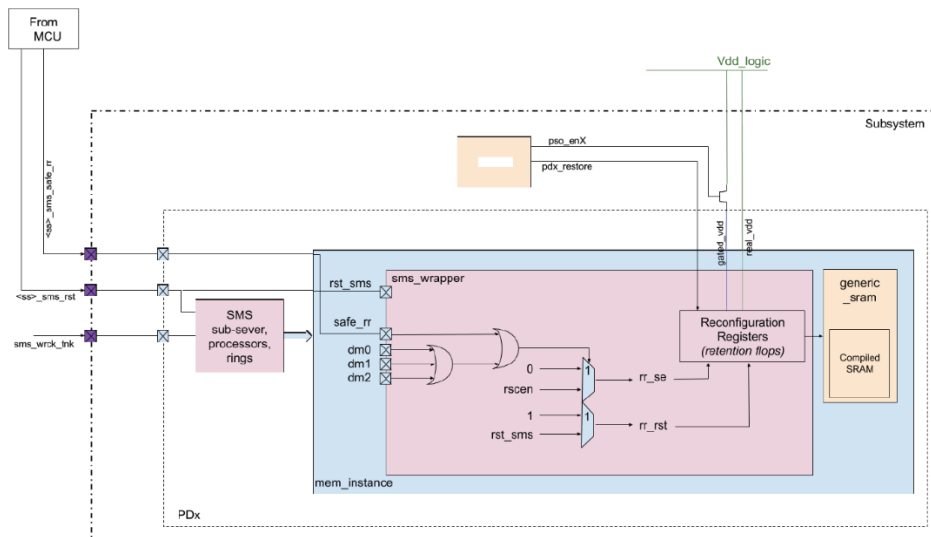 From
MCU
Vdd_logic
Subsystem
pso_enX
pdx_restore
<ss>_sms_safe_rr
gated_vdd
real_vdd
rst_sms
sms_wrapper
generic
_sram
<ss>_sms_rst
SMS
sub-sever,
processors,
rings
safe_rr
Reconfiguration
Registers
(retention flops)
sms_wrck_tnk
dm0
dm1
dm2
Compiled
SRAM
0
1
rr_se
rscen
1
1
rr_rst
rst_sms
mem_instance
PDx